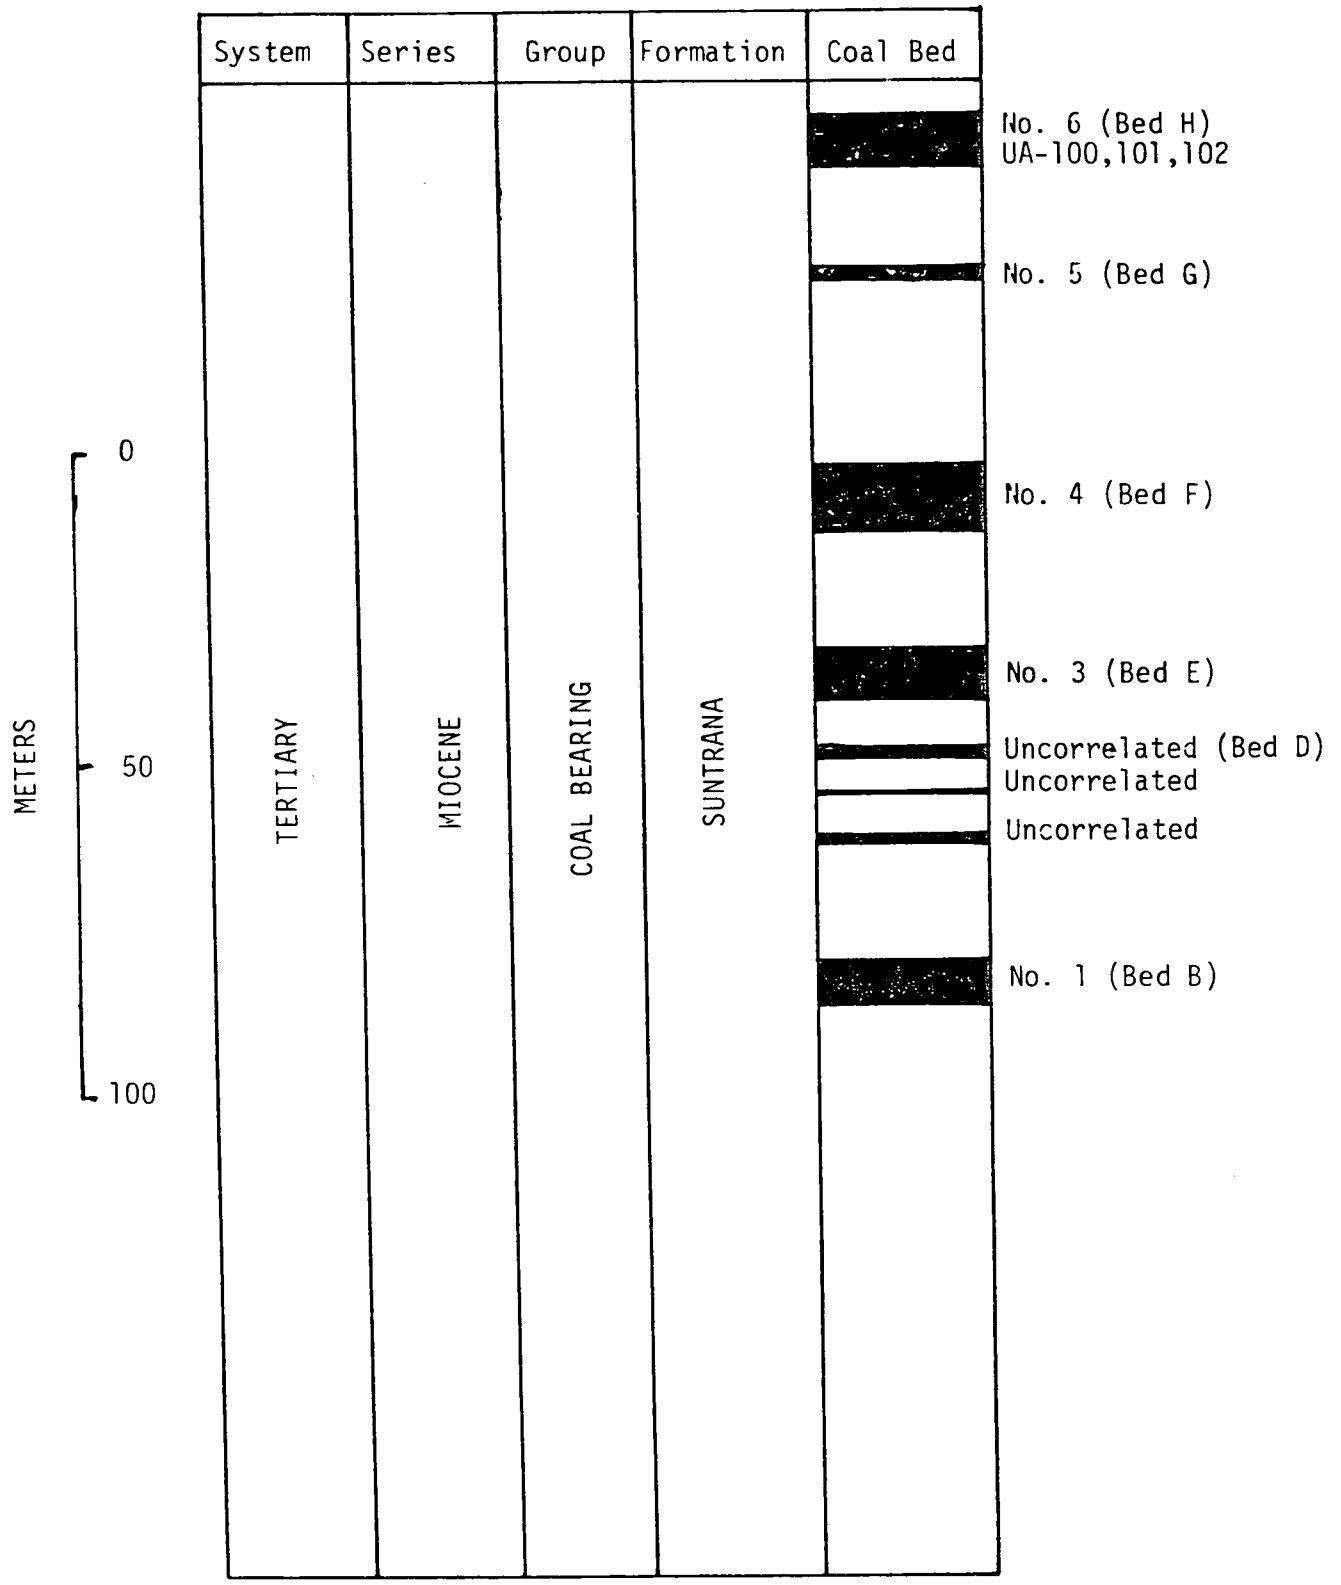 System
Series
Group
Formation
Coal Bed
No. 6 (Bed H)
UA-100,101,102
No. 5 (Bed G)
No. 4 (Bed F)
No. 3 (Bed E)
Uncorrelated (Bed D)
Uncorrelated
Uncorrelated
No. 1 (Bed B)
METERS
0
50
100
TERTIARY
MIOCENE
COAL BEARING
SUNTRANA